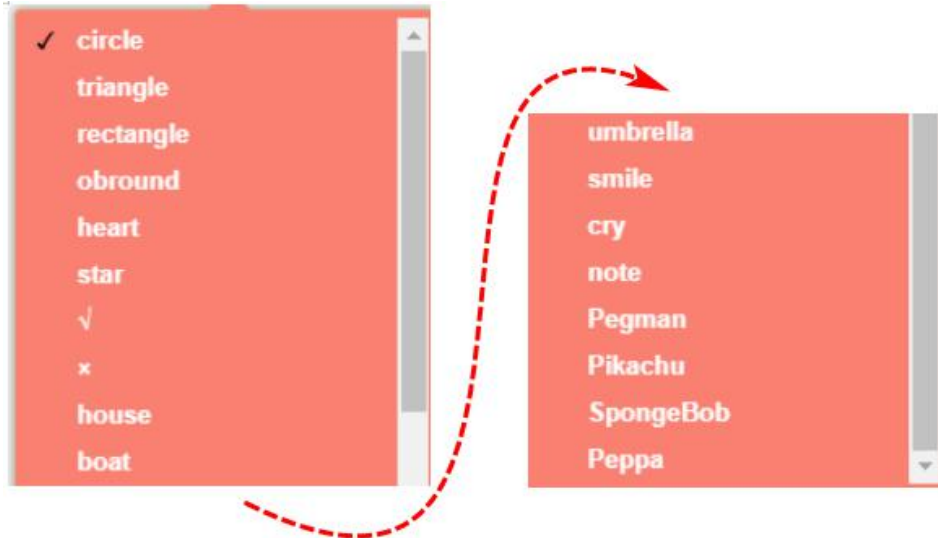 ✓ circle
triangle
rectangle
obround
heart
star
√
×
house
boat
umbrella
smile
cry
note
Pegman
Pikachu
SpongeBob
Peppa